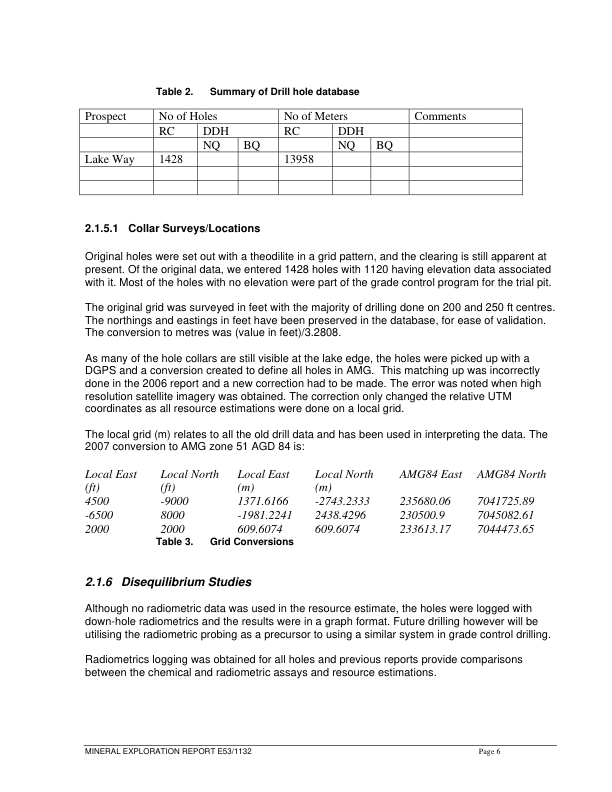 Table 2. Summary of Drill hole database
Prospect No of Holes No of Meters Comments
RC DDH RC DDH
NQ BQ NQ BQ
Lake Way 1428 13958
2.1.5.1 Collar Surveys/Locations
Original holes were set out with a theodilite in a grid pattern, and the clearing is still apparent at
present. Of the original data, we entered 1428 holes with 1120 having elevation data associated
with it. Most of the holes with no elevation were part of the grade control program for the trial pit.
The original grid was surveyed in feet with the majority of drilling done on 200 and 250 ft centres.
The northings and eastings in feet have been preserved in the database, for ease of validation.
The conversion to metres was (value in feet)/3.2808.
As many of the hole collars are still visible at the lake edge, the holes were picked up with a
DGPS and a conversion created to define all holes in AMG. This matching up was incorrectly
done in the 2006 report and a new correction had to be made. The error was noted when high
resolution satellite imagery was obtained. The correction only changed the relative UTM
coordinates as all resource estimations were done on a local grid.
The local grid (m) relates to all the old drill data and has been used in interpreting the data. The
2007 conversion to AMG zone 51 AGD 84 is:
Local East Local North Local East Local North AMG84 East AMG84 North
(ft) (ft) (m) (m)
4500 -9000 1371.6166 -2743.2333 235680.06 7041725.89
-6500 8000 -1981.2241 2438.4296 230500.9 7045082.61
2000 2000 609.6074 609.6074 233613.17 7044473.65
Table 3. Grid Conversions
2.1.6 Disequilibrium Studies
Although no radiometric data was used in the resource estimate, the holes were logged with
down-hole radiometrics and the results were in a graph format. Future drilling however will be
utilising the radiometric probing as a precursor to using a similar system in grade control drilling.
Radiometrics logging was obtained for all holes and previous reports provide comparisons
between the chemical and radiometric assays and resource estimations.
MINERAL EXPLORATION REPORT E53/1132 Page 6